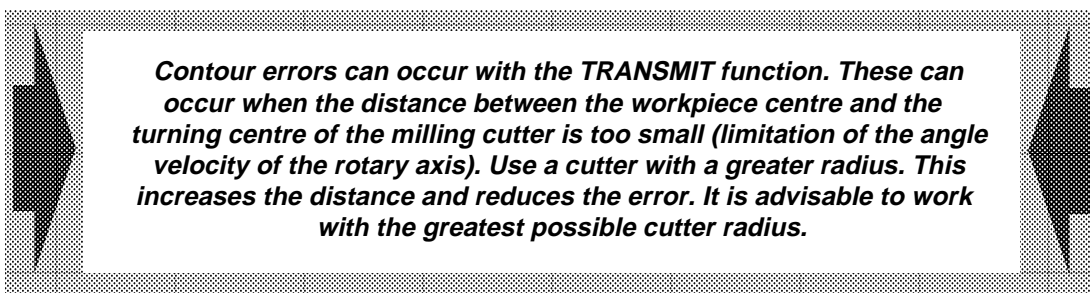 Contour errors can occur with the TRANSMIT function. These can
occur when the distance between the workpiece centre and the
turning centre of the milling cutter is too small (limitation of the angle
velocity of the rotary axis). Use a cutter with a greater radius. This
increases the distance and reduces the error. It is advisable to work
with the greatest possible cutter radius.